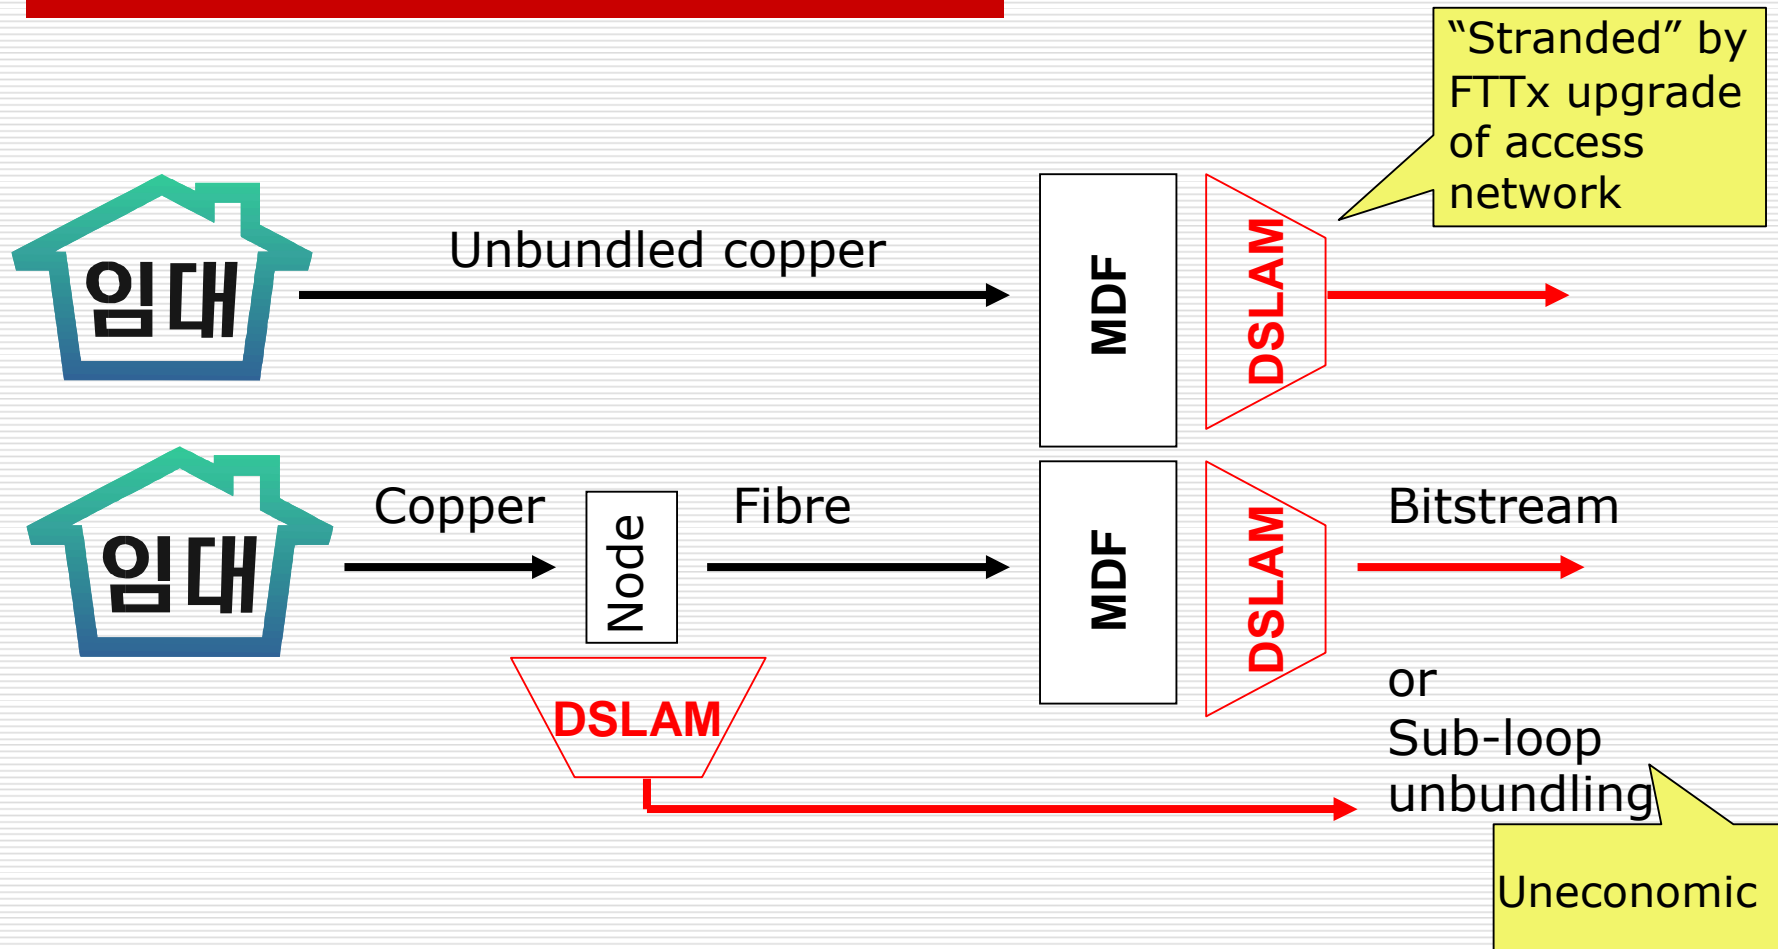 “Stranded” by
FTTx upgrade
of access
network
임대
Unbundled copper
MDF
DSLAM
임대
Copper
Node
Fibre
MDF
DSLAM
Bitstream
DSLAM
or
Sub-loop
unbundling
Uneconomic